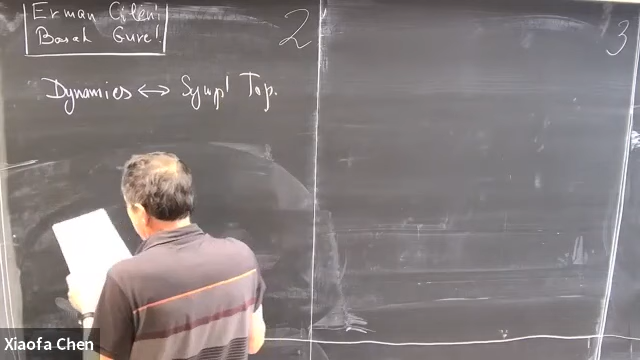 Erman Çineli
Başak Gürel
2
3
Dynamics ↔ Sympl Top.
Xiaofa Chen